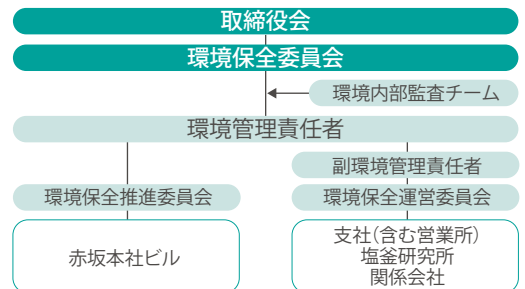 取締役会
環境保全委員会
環境内部監査チーム
環境管理責任者
副環境管理責任者
環境保全推進委員会
環境保全運営委員会
赤坂本社ビル
支社(含む営業所)
塩釜研究所
関係会社